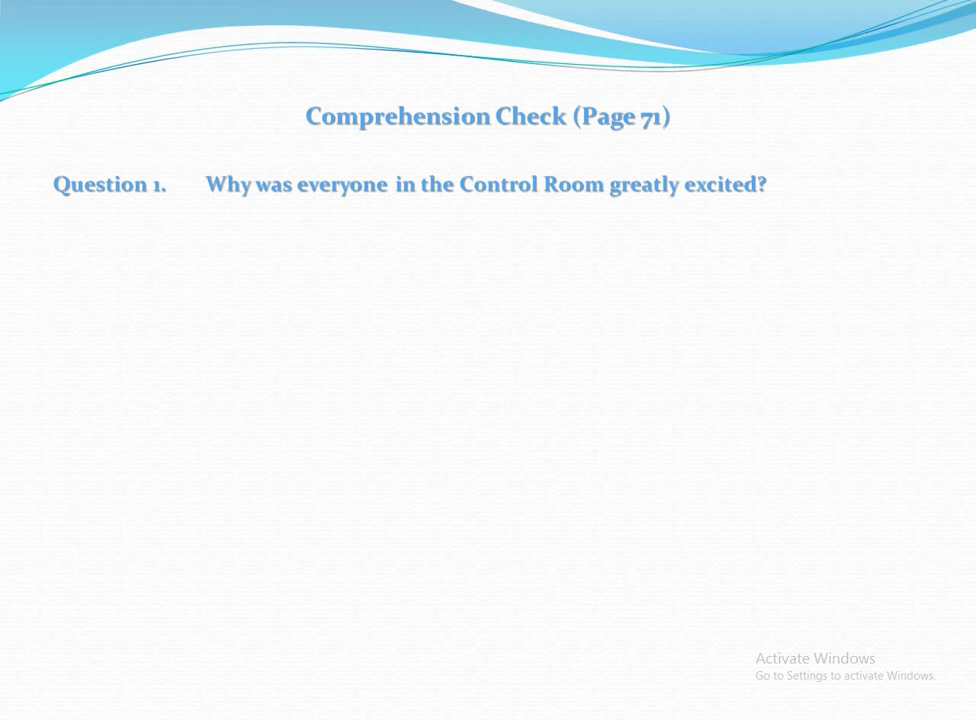 Comprehension Check (Page 71)
Question 1. Why was everyone in the Control Room greatly excited?
Activate Windows
Go to Settings to activate Windows.